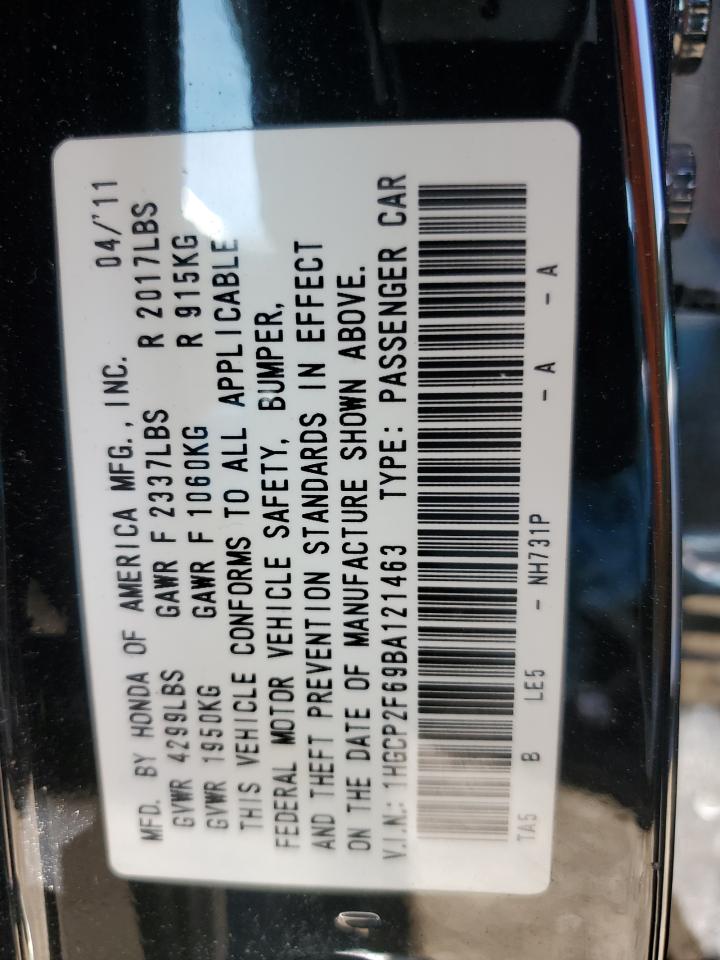 MFD. BY HONDA OF AMERICA MFG., INC. 04/'11
GVWR 4299LBS GAWR F 2337LBS R 2017LBS
GVWR 1950KG GAWR F 1060KG R 915KG
THIS VEHICLE CONFORMS TO ALL APPLICABLE
FEDERAL MOTOR VEHICLE SAFETY, BUMPER,
AND THEFT PREVENTION STANDARDS IN EFFECT
ON THE DATE OF MANUFACTURE SHOWN ABOVE.
V.I.N.: 1HGCP2F69BA121463 TYPE: PASSENGER CAR
TA5 B LE5 - NH731P - A - A